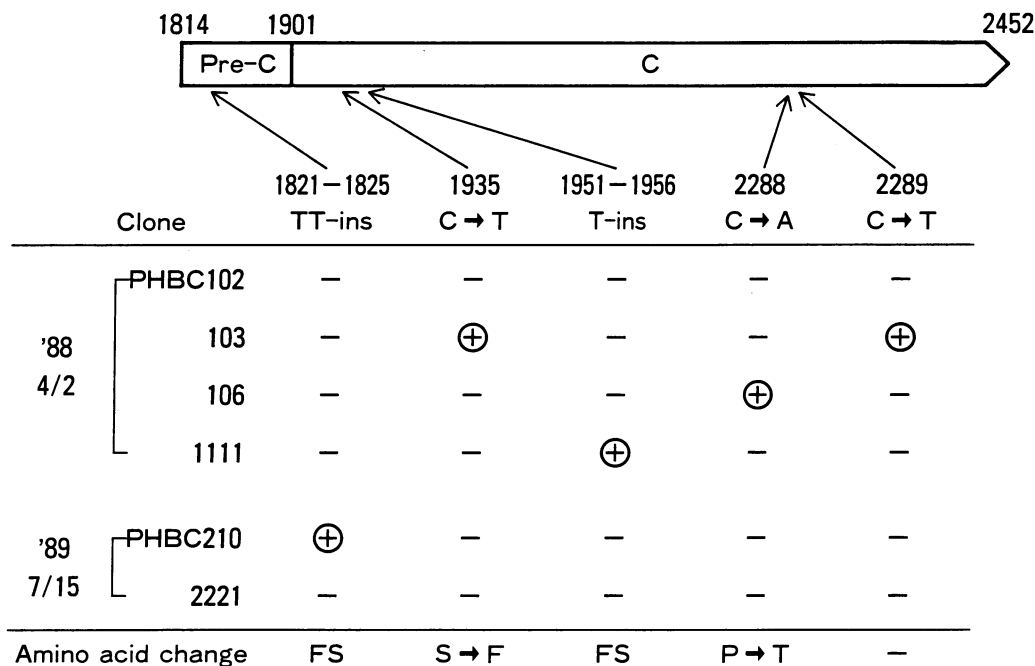 1814 1901 2452
Pre-C C
1821−1825 1935 1951−1956 2288 2289
Clone TT-ins C→T T-ins C→A C→T
PHBC102 − − − − −
103 − ⊕ − − ⊕
'88
4/2
106 − − − ⊕ −
1111 − − ⊕ − −
PHBC210 ⊕ − − − −
'89
7/15
2221 − − − − −
Amino acid change FS S→F FS P→T −